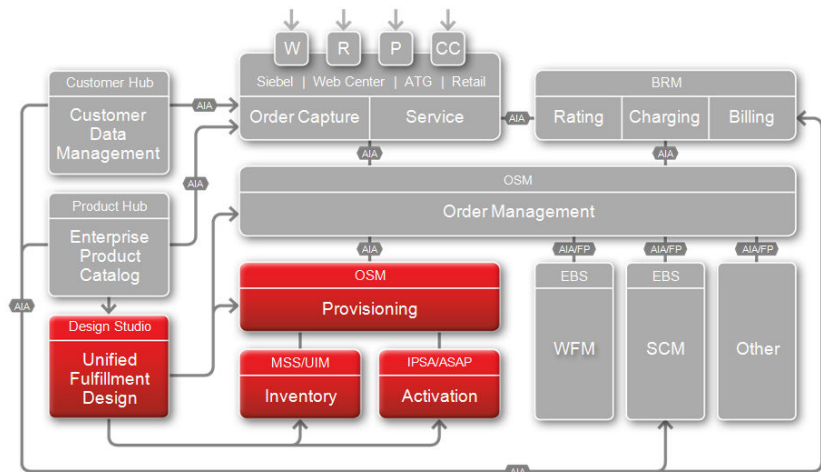 W R P CC
Siebel | Web Center | ATG | Retail
Order Capture Service
Customer Hub
Customer
Data
Management
AIA
AIA
BRM
Rating Charging Billing
AIA
AIA
AIA
Product Hub
Enterprise
Product
Catalog
OSM
Order Management
AIA
AIA/FP
AIA/FP
AIA/FP
AIA
OSM
Provisioning
EBS
WFM
EBS
SCM
Other
Design Studio
Unified
Fulfillment
Design
MSS/UIM
Inventory
IPSA/ASAP
Activation
AIA